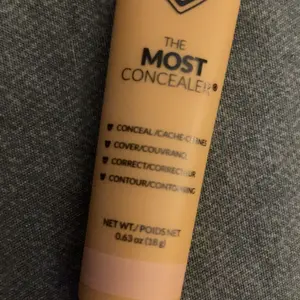 THE
MOST
CONCEALER®
CONCEAL/CACHE-CERNES
COVER/COUVRANC
CORRECT/CORRECTEUR
CONTOUR/CONTOURING
NET WT./POIDS NET
0.63 oz (18 g)